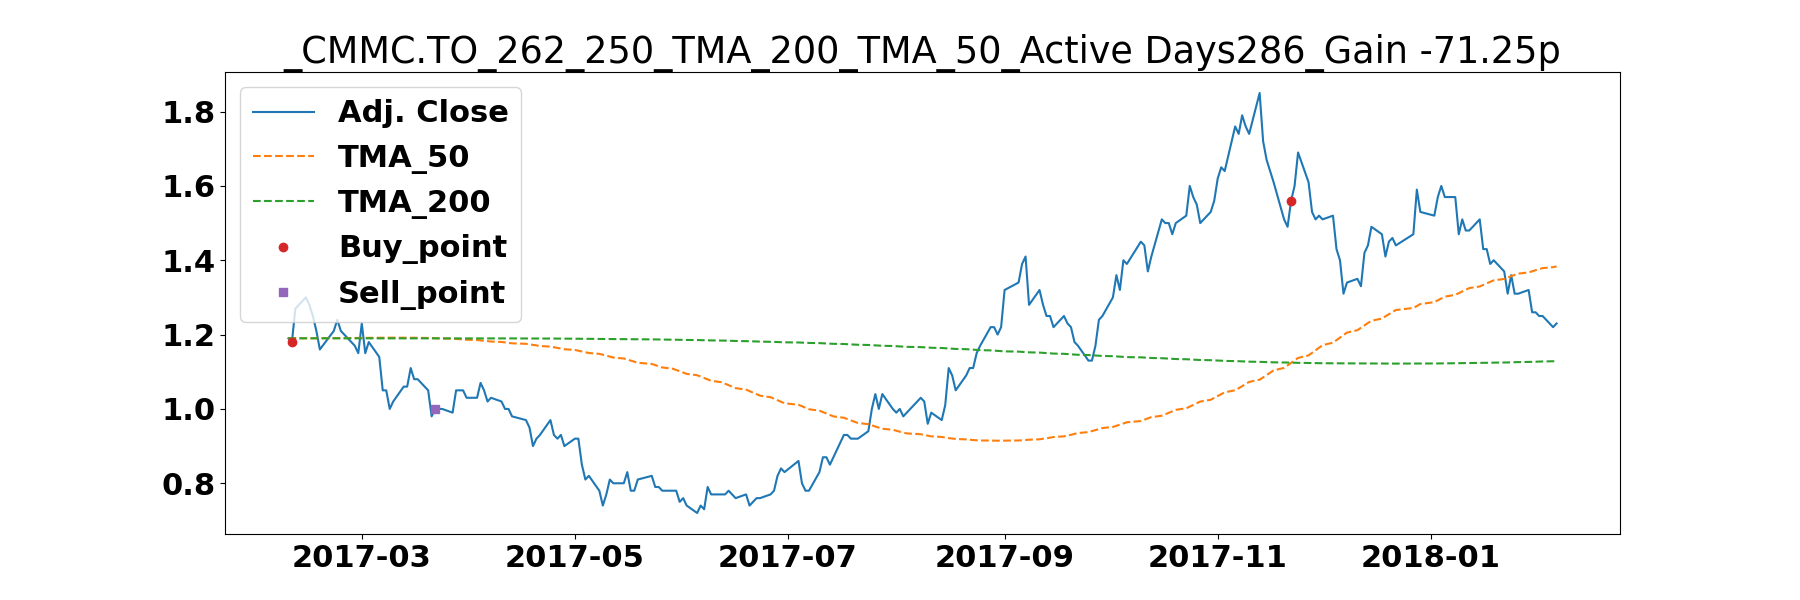 _CMMC.TO_262_250_TMA_200_TMA_50_Active Days286_Gain -71.25p
Adj. Close
TMA_50
TMA_200
Buy_point
Sell_point
1.8
1.6
1.4
1.2
1.0
0.8
2017-03 2017-05 2017-07 2017-09 2017-11 2018-01